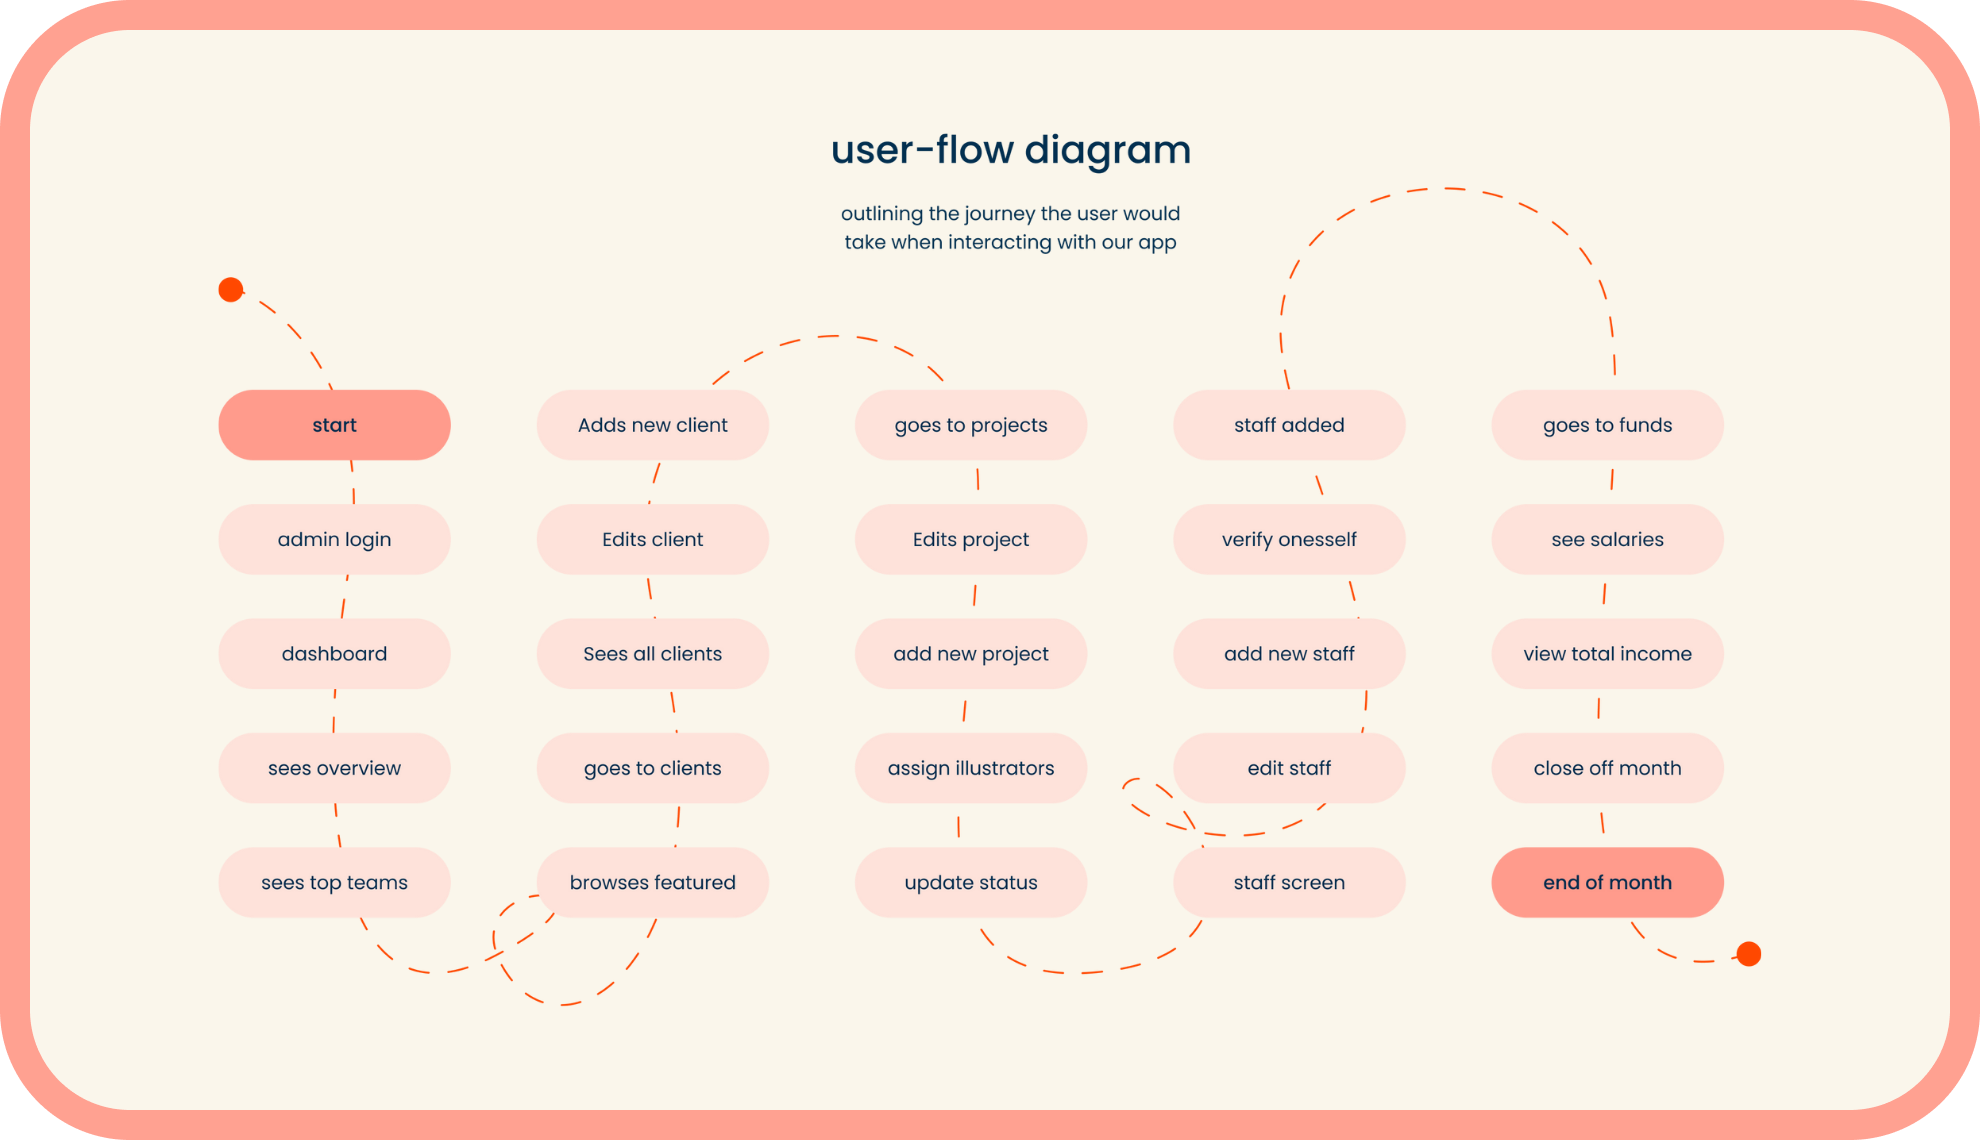 user-flow diagram
outlining the journey the user would
take when interacting with our app
start
admin login
dashboard
sees overview
sees top teams
Adds new client
Edits client
Sees all clients
goes to clients
browses featured
goes to projects
Edits project
add new project
assign illustrators
update status
staff added
verify onesself
add new staff
edit staff
staff screen
goes to funds
see salaries
view total income
close off month
end of month